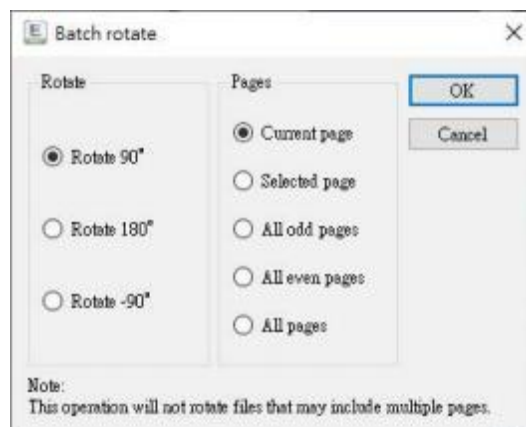 Batch rotate
Rotate
Rotate 90°
Rotate 180°
Rotate -90°
Pages
Current page
Selected page
All odd pages
All even pages
All pages
OK
Cancel
Note:
This operation will not rotate files that may include multiple pages.